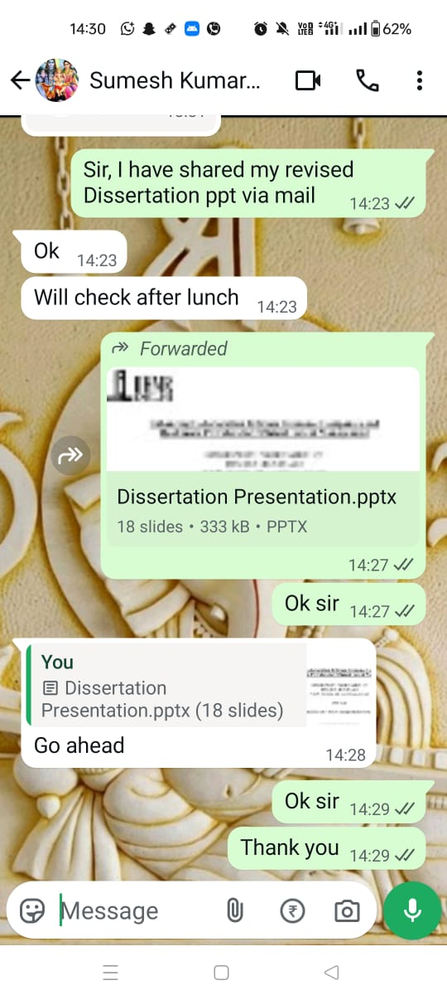 14:30
VoD
LTED
4G
62%
Sumesh Kumar...
Sir, I have shared my revised
Dissertation ppt via mail
14:23
Ok
14:23
Will check after lunch
14:23
श्री
Forwarded
Dissertation Presentation.pptx
18 slides • 333 kB • PPTX
14:27
Ok sir
14:27
You
Dissertation
Presentation.pptx (18 slides)
Go ahead
14:28
Ok sir
14:29
Thank you
14:29
Message
₹